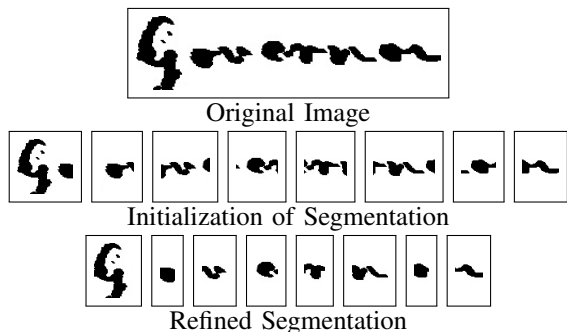 Governor
Original Image
Initialization of Segmentation
Refined Segmentation